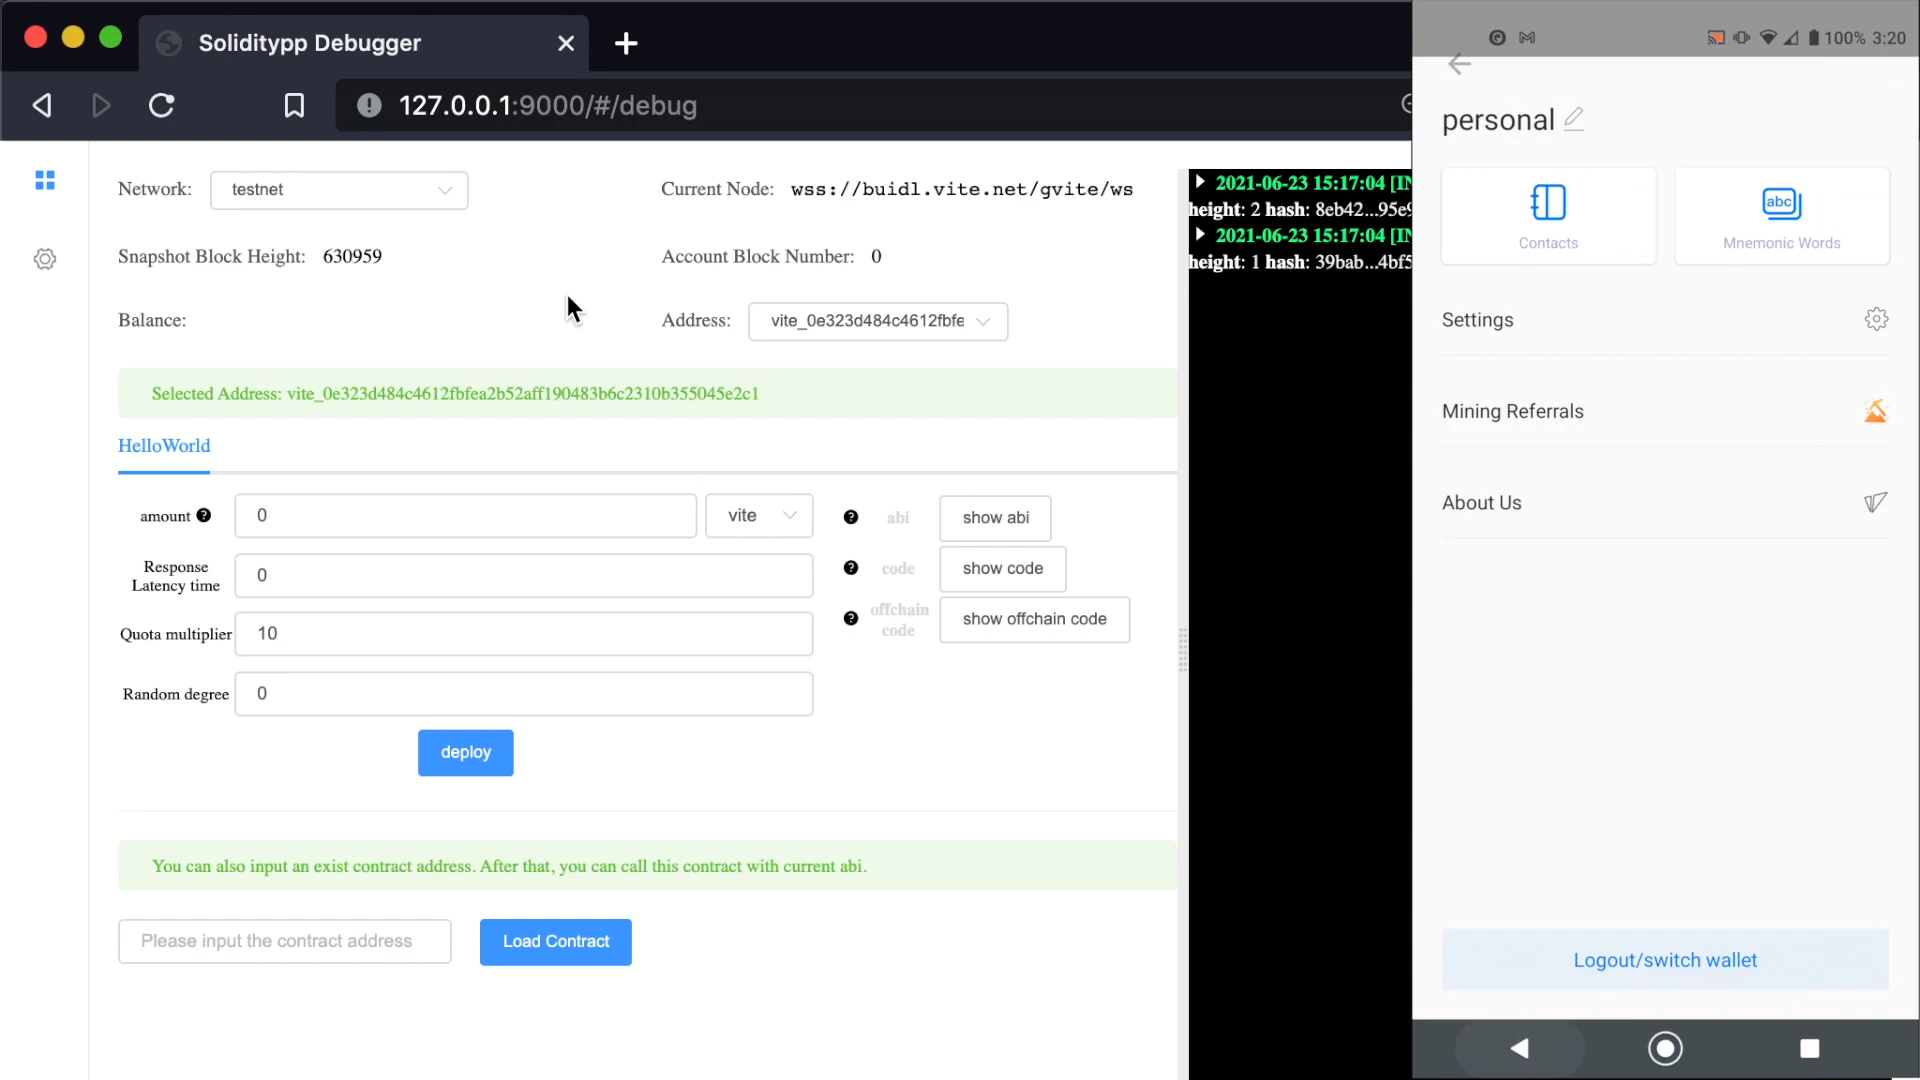 Soliditypp Debugger
127.0.0.1:9000/#/debug
Network: testnet
Current Node: wss://buidl.vite.net/gvite/ws
Snapshot Block Height: 630959
Account Block Number: 0
Balance:
Address: vite_0e323d484c4612fbfe
Selected Address: vite_0e323d484c4612fbfea2b52aff190483b6c2310b355045e2c1
HelloWorld
amount ? 0 vite
? abi show abi
Response
Latency time 0
? code show code
Quota multiplier 10
? offchain
code show offchain code
Random degree 0
deploy
You can also input an exist contract address. After that, you can call this contract with current abi.
Please input the contract address Load Contract
2021-06-23 15:17:04 [IN
height: 2 hash: 8eb42...95e9
2021-06-23 15:17:04 [IN
height: 1 hash: 39bab...4bf5
100% 3:20
personal
Contacts
abc
Mnemonic Words
Settings
Mining Referrals
About Us
Logout/switch wallet